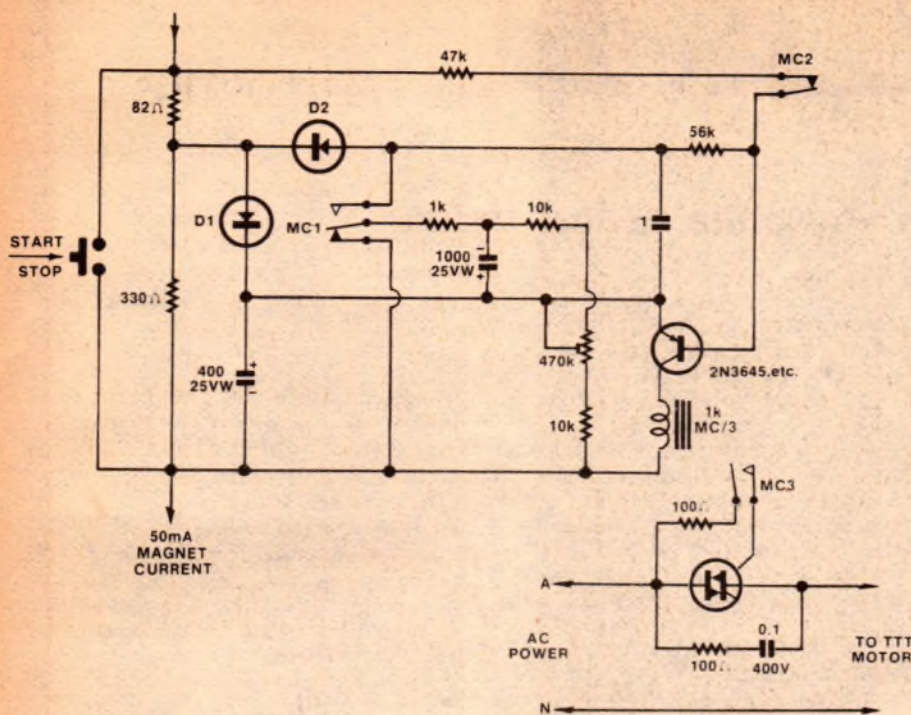 47k
MC2
82Ω
D2
56k
D1
MC1
1k
10k
1
START
STOP
1000
25VW
−
+
330Ω
470k
2N3645,etc.
400
25VW
+
−
10k
1k
MC/3
MC3
50mA
MAGNET
CURRENT
100Ω
A
AC
POWER
0.1
400V
100Ω
TO TTT
MOTOR
N